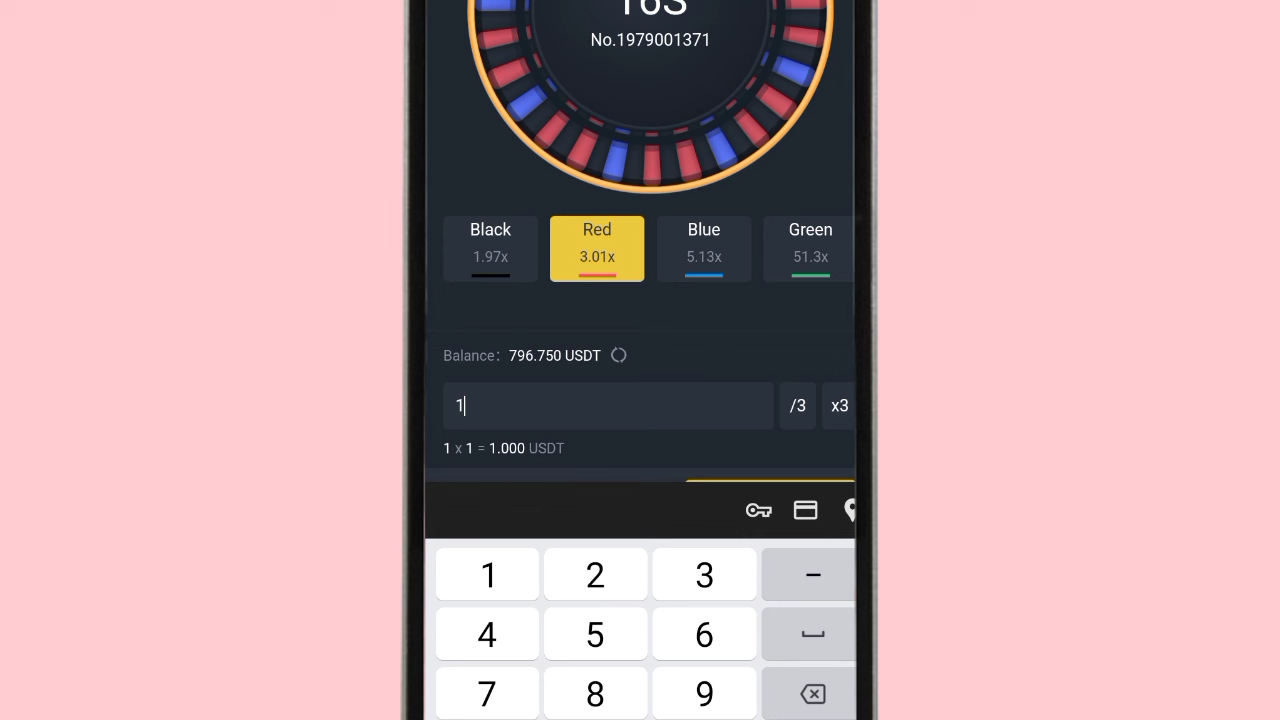 16S
No.1979001371
Black Red Blue Green
1.97x 3.01x 5.13x 51.3x
Balance: 796.750 USDT
1 /3 x3
1 x 1 = 1.000 USDT
1 2 3 –
4 5 6
7 8 9